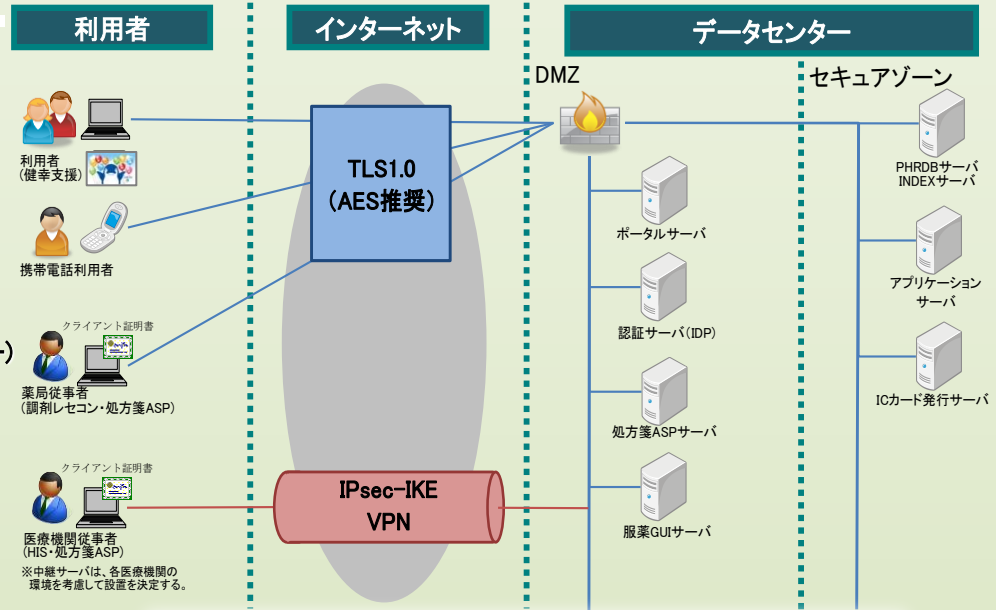 利用者
インターネット
データセンター
DMZ
セキュアゾーン
利用者
(健幸支援)
携帯電話利用者
クライアント証明書
薬局従事者
(調剤レセコン・処方箋ASP)
クライアント証明書
医療機関従事者
(HIS・処方箋ASP)
※中継サーバは、各医療機関の
環境を考慮して設置を決定する。
TLS1.0
(AES推奨)
IPsec-IKE
VPN
ポータルサーバ
認証サーバ(IDP)
処方箋ASPサーバ
服薬GUIサーバ
PHRDBサーバ
INDEXサーバ
アプリケーション
サーバ
ICカード発行サーバ